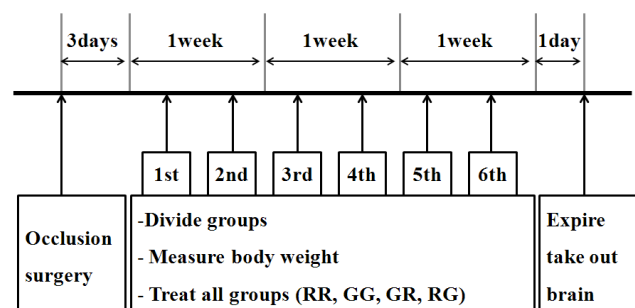 3days 1week 1week 1week 1day
1st 2nd 3rd 4th 5th 6th
Occlusion
surgery
-Divide groups
- Measure body weight
- Treat all groups (RR, GG, GR, RG)
Expire
take out
brain